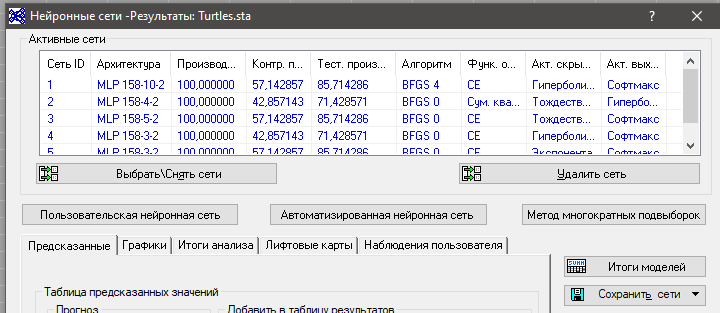 Нейронные сети -Результаты: Turtles.sta
Активные сети
Сеть ID Архитектура Производ... Контр. п... Тест. произ... Алгоритм Функ. о... Акт. скры... Акт. вых...
1 MLP 158-10-2 100,000000 57,142857 85,714286 BFGS 4 CE Гиперболи... Софтмакс
2 MLP 158-4-2 100,000000 42,857143 71,428571 BFGS 0 Сум. ква... Тождеств... Гипербо...
3 MLP 158-5-2 100,000000 57,142857 85,714286 BFGS 0 CE Тождеств... Софтмакс
4 MLP 158-3-2 100,000000 42,857143 71,428571 BFGS 0 CE Гиперболи... Софтмакс
5 MLP 158-3-2 100,000000 57,142857 85,714286 BFGS 0 CE Экспонента Софтмакс
Выбрать\Снять сети Удалить сеть
Пользовательская нейронная сеть Автоматизированная нейронная сеть Метод многократных подвыборок
Предсказанные Графики Итоги анализа Лифтовые карты Наблюдения пользователя
Итоги моделей
Сохранить сети
Таблица предсказанных значений
Прогноз Добавить в таблицу результатов